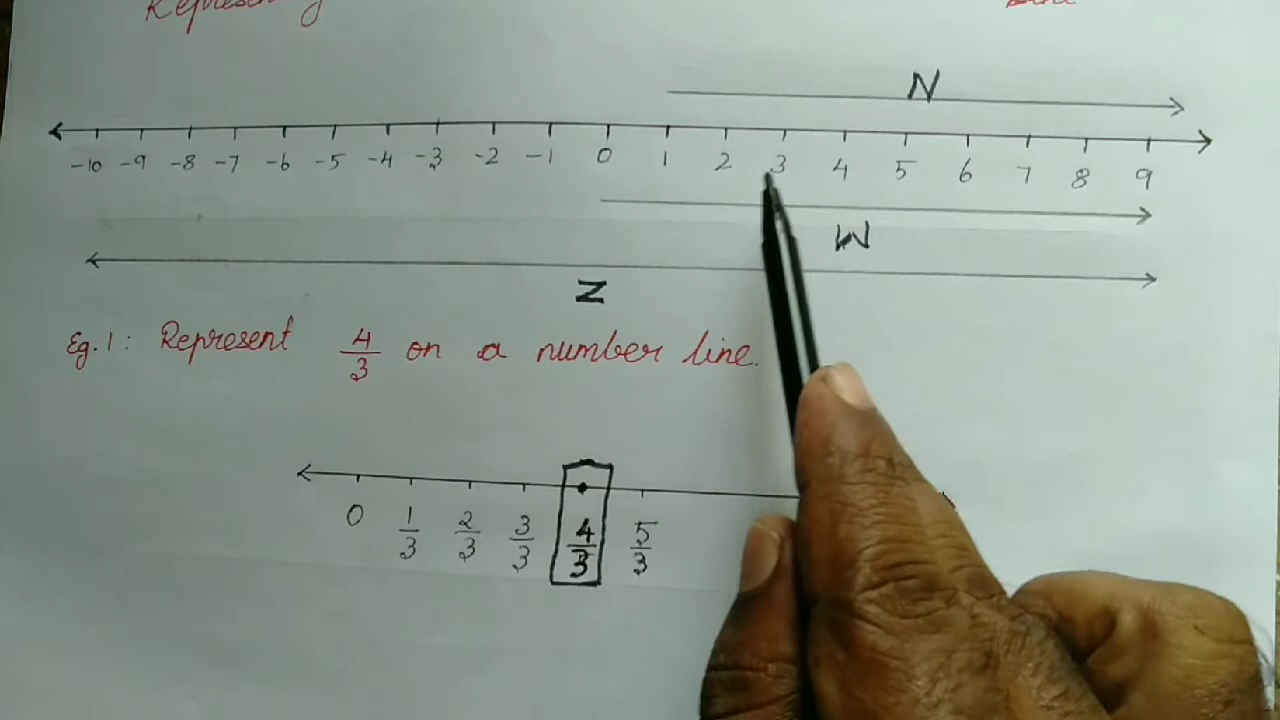 N
-10 -9 -8 -7 -6 -5 -4 -3 -2 -1 0 1 2 3 4 5 6 7 8 9
W
Z
Eg. 1 : Represent 4/3 on a number line.
0 1/3 2/3 3/3 4/3 5/3